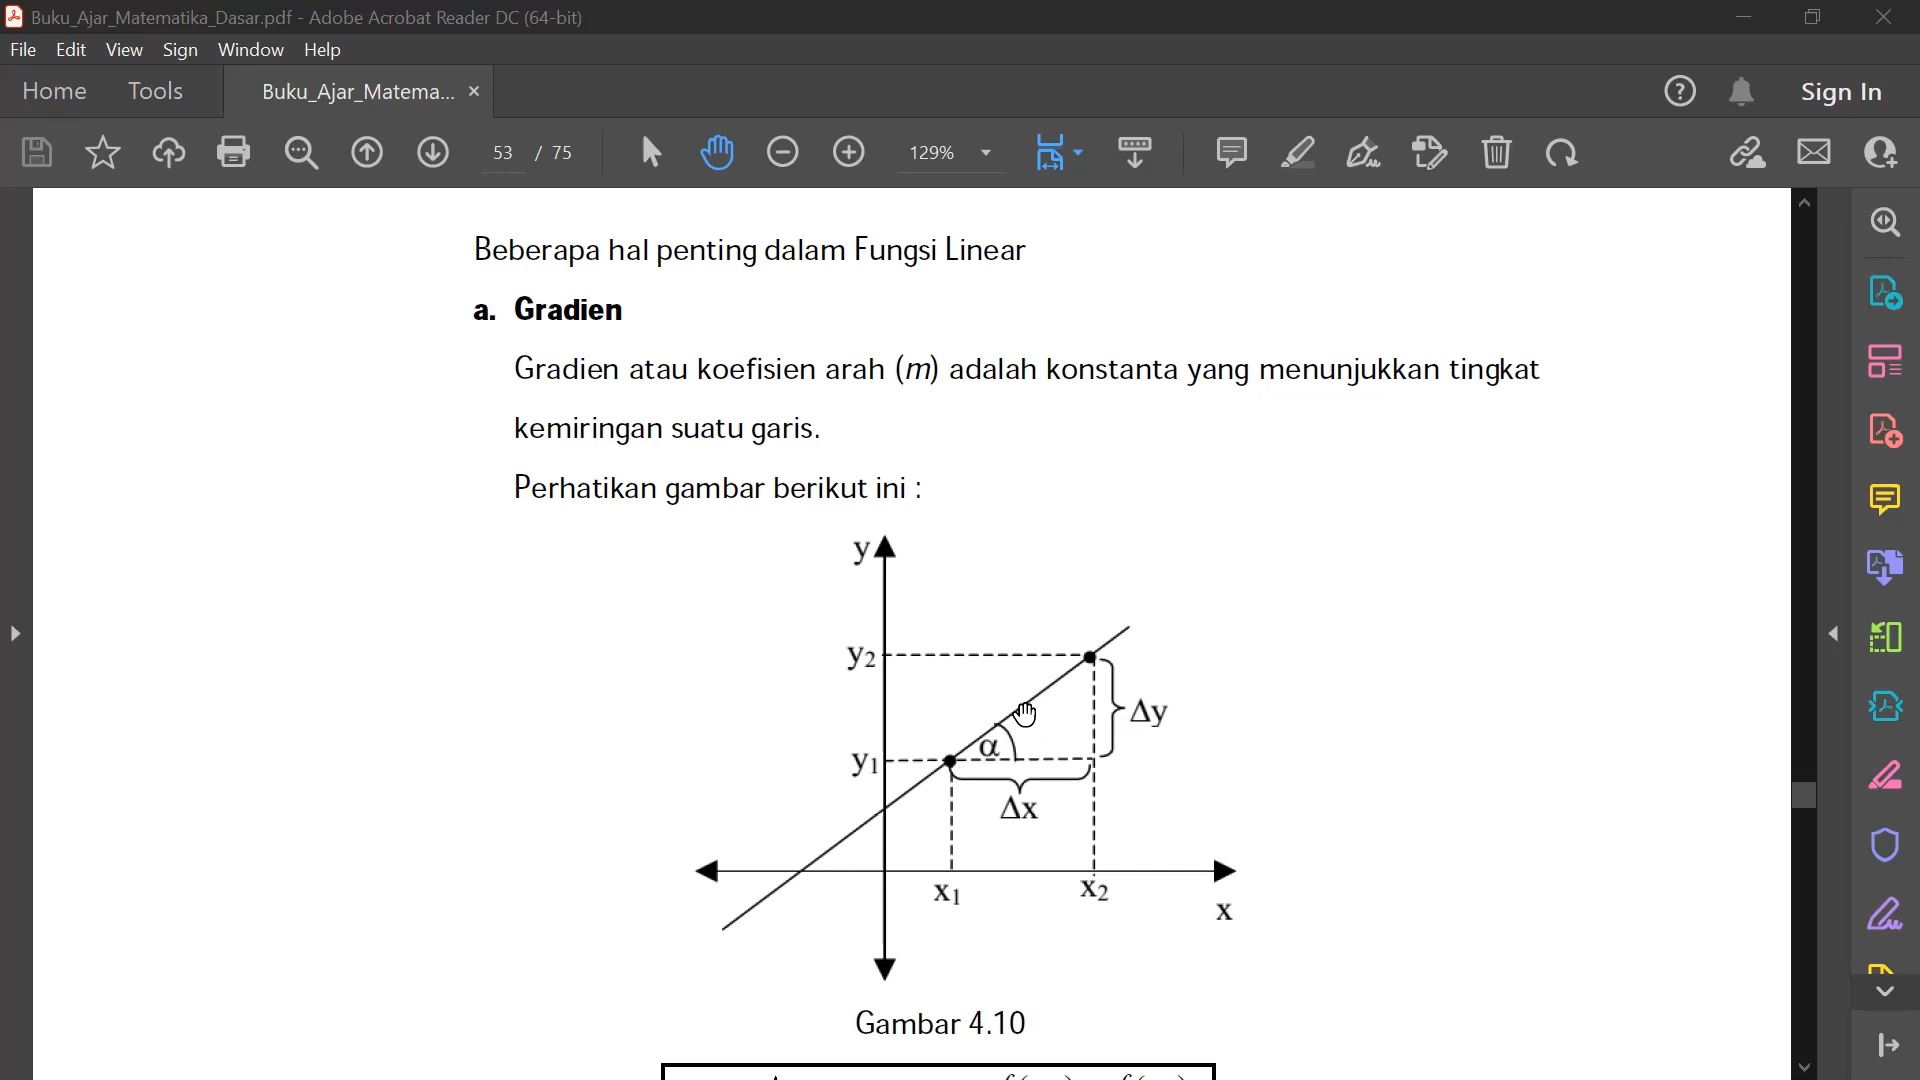 Buku_Ajar_Matematika_Dasar.pdf - Adobe Acrobat Reader DC (64-bit)
File Edit View Sign Window Help
Home Tools Buku_Ajar_Matema... × Sign In
53 / 75 129%
Beberapa hal penting dalam Fungsi Linear
a. Gradien
Gradien atau koefisien arah (m) adalah konstanta yang menunjukkan tingkat
kemiringan suatu garis.
Perhatikan gambar berikut ini :
y
y2
Δy
α
y1
Δx
x1 x2
x
Gambar 4.10